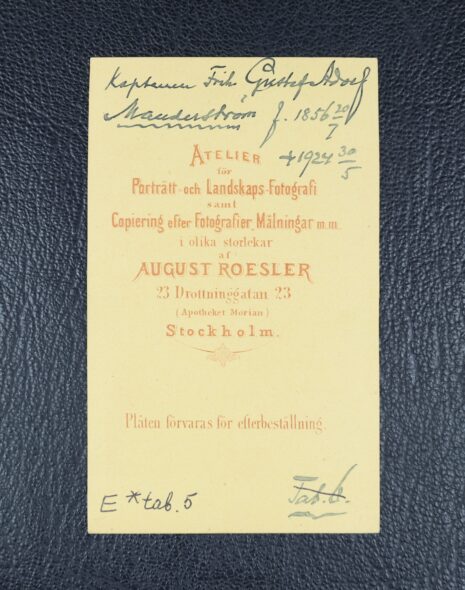 Kaptenen Frih. Gustaf Adolf
Manderström f. 1856 20/7
+ 1924 30/5
ATELIER
för
Porträtt- och Landskaps-Fotografi
samt
Copiering efter Fotografier, Målningar m.m.
i olika storlekar
af
AUGUST ROESLER
23 Drottninggatan 23
(Apotheket Morian)
Stockholm.
Plåten förvaras för efterbeställning.
E * tab. 5
Tab. 6.